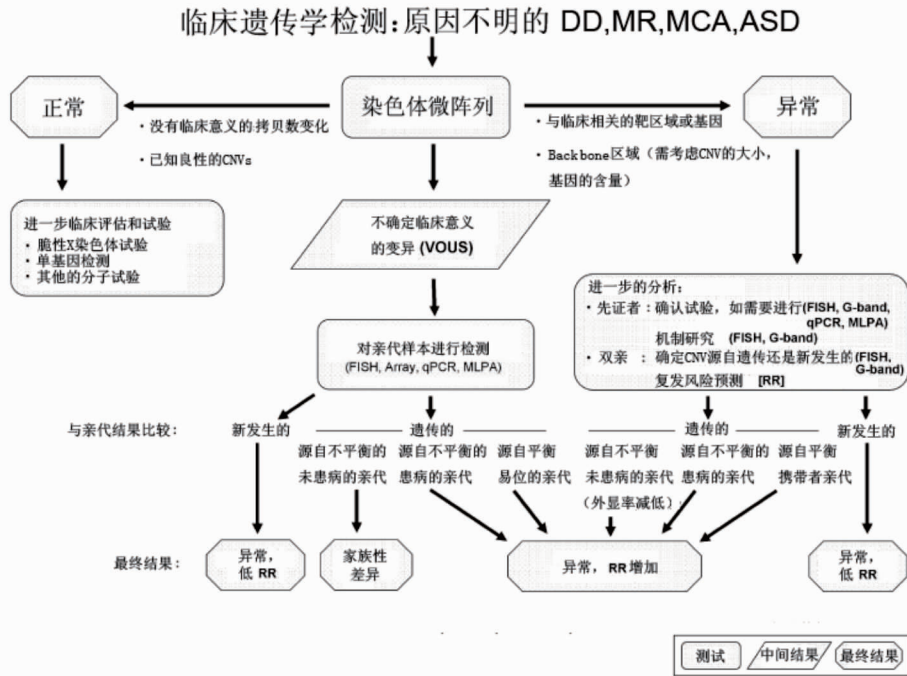 临床遗传学检测:原因不明的 DD,MR,MCA,ASD
正常
染色体微阵列
异常
·没有临床意义的拷贝数变化
·已知良性的CNVs
·与临床相关的靶区域或基因
·Backbone区域（需考虑CNV的大小，
基因的含量）
进一步临床评估和试验
·脆性X染色体试验
·单基因检测
·其他的分子试验
不确定临床意义
的变异 (VOUS)
进一步的分析：
·先证者：确认试验，如需要进行(FISH, G-band,
qPCR, MLPA)
机制研究 (FISH, G-band)
·双亲 ：确定CNV源自遗传还是新发生的(FISH,
G-band)
复发风险预测 [RR]
对亲代样本进行检测
(FISH, Array, qPCR, MLPA)
与亲代结果比较：
新发生的
遗传的
源自不平衡的
未患病的亲代
源自不平衡的
患病的亲代
源自平衡
易位的亲代
遗传的
新发生的
源自不平衡
未患病的亲代
（外显率减低）
源自不平衡的
患病的亲代
源自平衡
携带者亲代
最终结果：
异常，
低 RR
家族性
差异
异常，RR增加
异常，
低 RR
测试
中间结果
最终结果